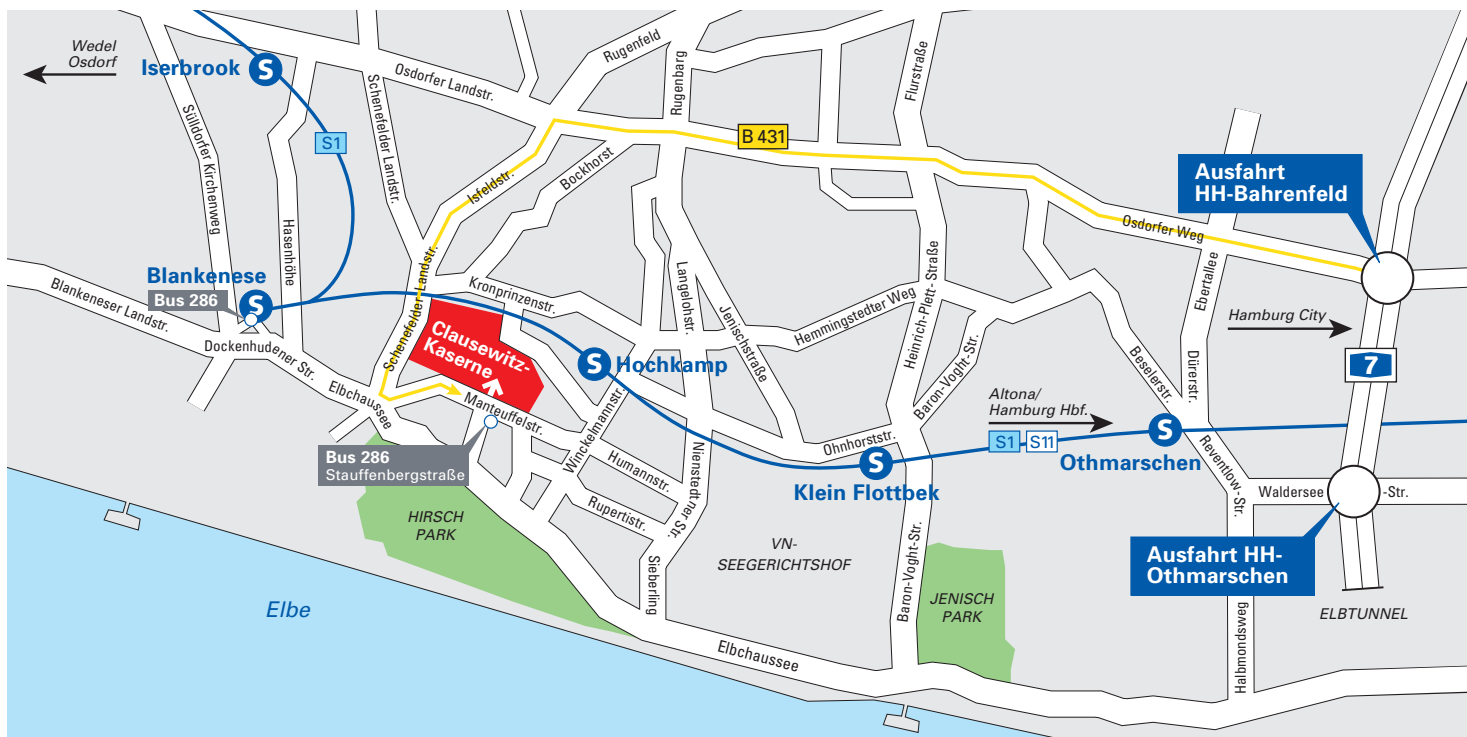 Wedel
Osdorf
Iserbrook
S
S1
Sülldorfer Kirchenweg
Hasenhöhe
Schenefelder Landstr.
Osdorfer Landstr.
Rugenfeld
Rugenbarg
Flurstraße
B 431
Isfeldstr.
Bockhorst
Ausfahrt
HH-Bahrenfeld
Osdorfer Weg
Ebertallee
Hamburg City
7
Blankenese
Bus 286
S
Blankeneser Landstr.
Dockenhudener Str.
Elbchaussee
Schenefelder-Landstr.
Kronprinzenstr.
Clausewitz-
Kaserne
Manteuffelstr.
Bus 286
Stauffenbergstraße
S
Hochkamp
Langelohstr.
Jenischstraße
Hemmingstedter Weg
Heinrich-Plett-Straße
Baron-Voght-Str.
Beselerstr.
Dürerstr.
Altona/
Hamburg Hbf.
S1
S11
S
Othmarschen
Winckelmannstr.
Humannstr.
Rupertistr.
Nienstedtner Str.
Sieberling
Ohnhorststr.
S
Klein Flottbek
Reventlow-Str.
Waldersee
-Str.
HIRSCH
PARK
VN-
SEEGERICHTSHOF
Baron-Voght-Str.
JENISCH
PARK
Ausfahrt HH-
Othmarschen
Halbmondsweg
ELBTUNNEL
Elbe
Elbchaussee